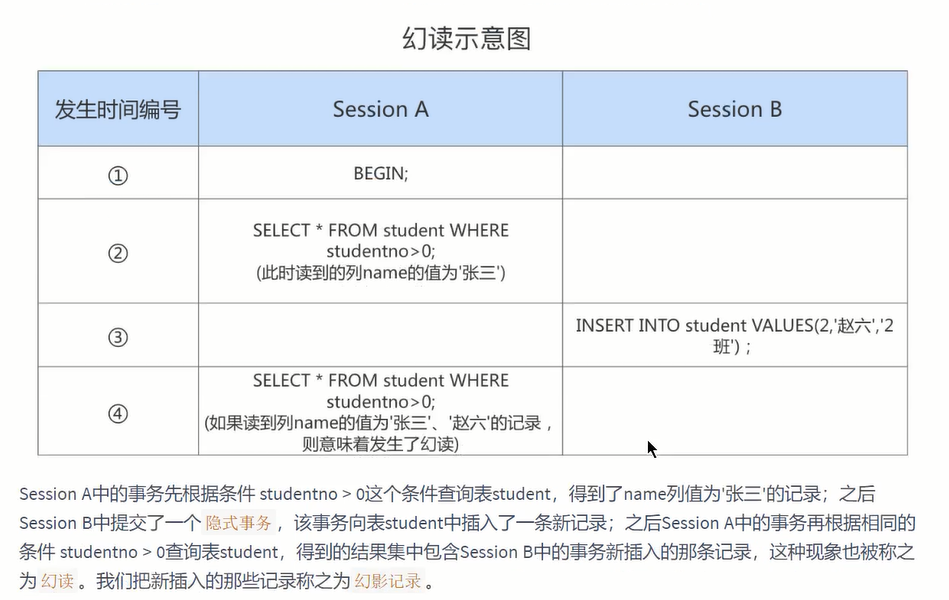 幻读示意图
发生时间编号
Session A
Session B
①
BEGIN;
②
SELECT * FROM student WHERE
studentno>0;
(此时读到的列name的值为'张三')
③
INSERT INTO student VALUES(2,'赵六','2
班') ;
④
SELECT * FROM student WHERE
studentno>0;
(如果读到列name的值为'张三'、'赵六'的记录，
则意味着发生了幻读)
Session A中的事务先根据条件 studentno > 0这个条件查询表student，得到了name列值为'张三'的记录；之后
Session B中提交了一个 隐式事务 ，该事务向表student中插入了一条新记录；之后Session A中的事务再根据相同的
条件 studentno > 0查询表student，得到的结果集中包含Session B中的事务新插入的那条记录，这种现象也被称之
为 幻读 。我们把新插入的那些记录称之为 幻影记录 。